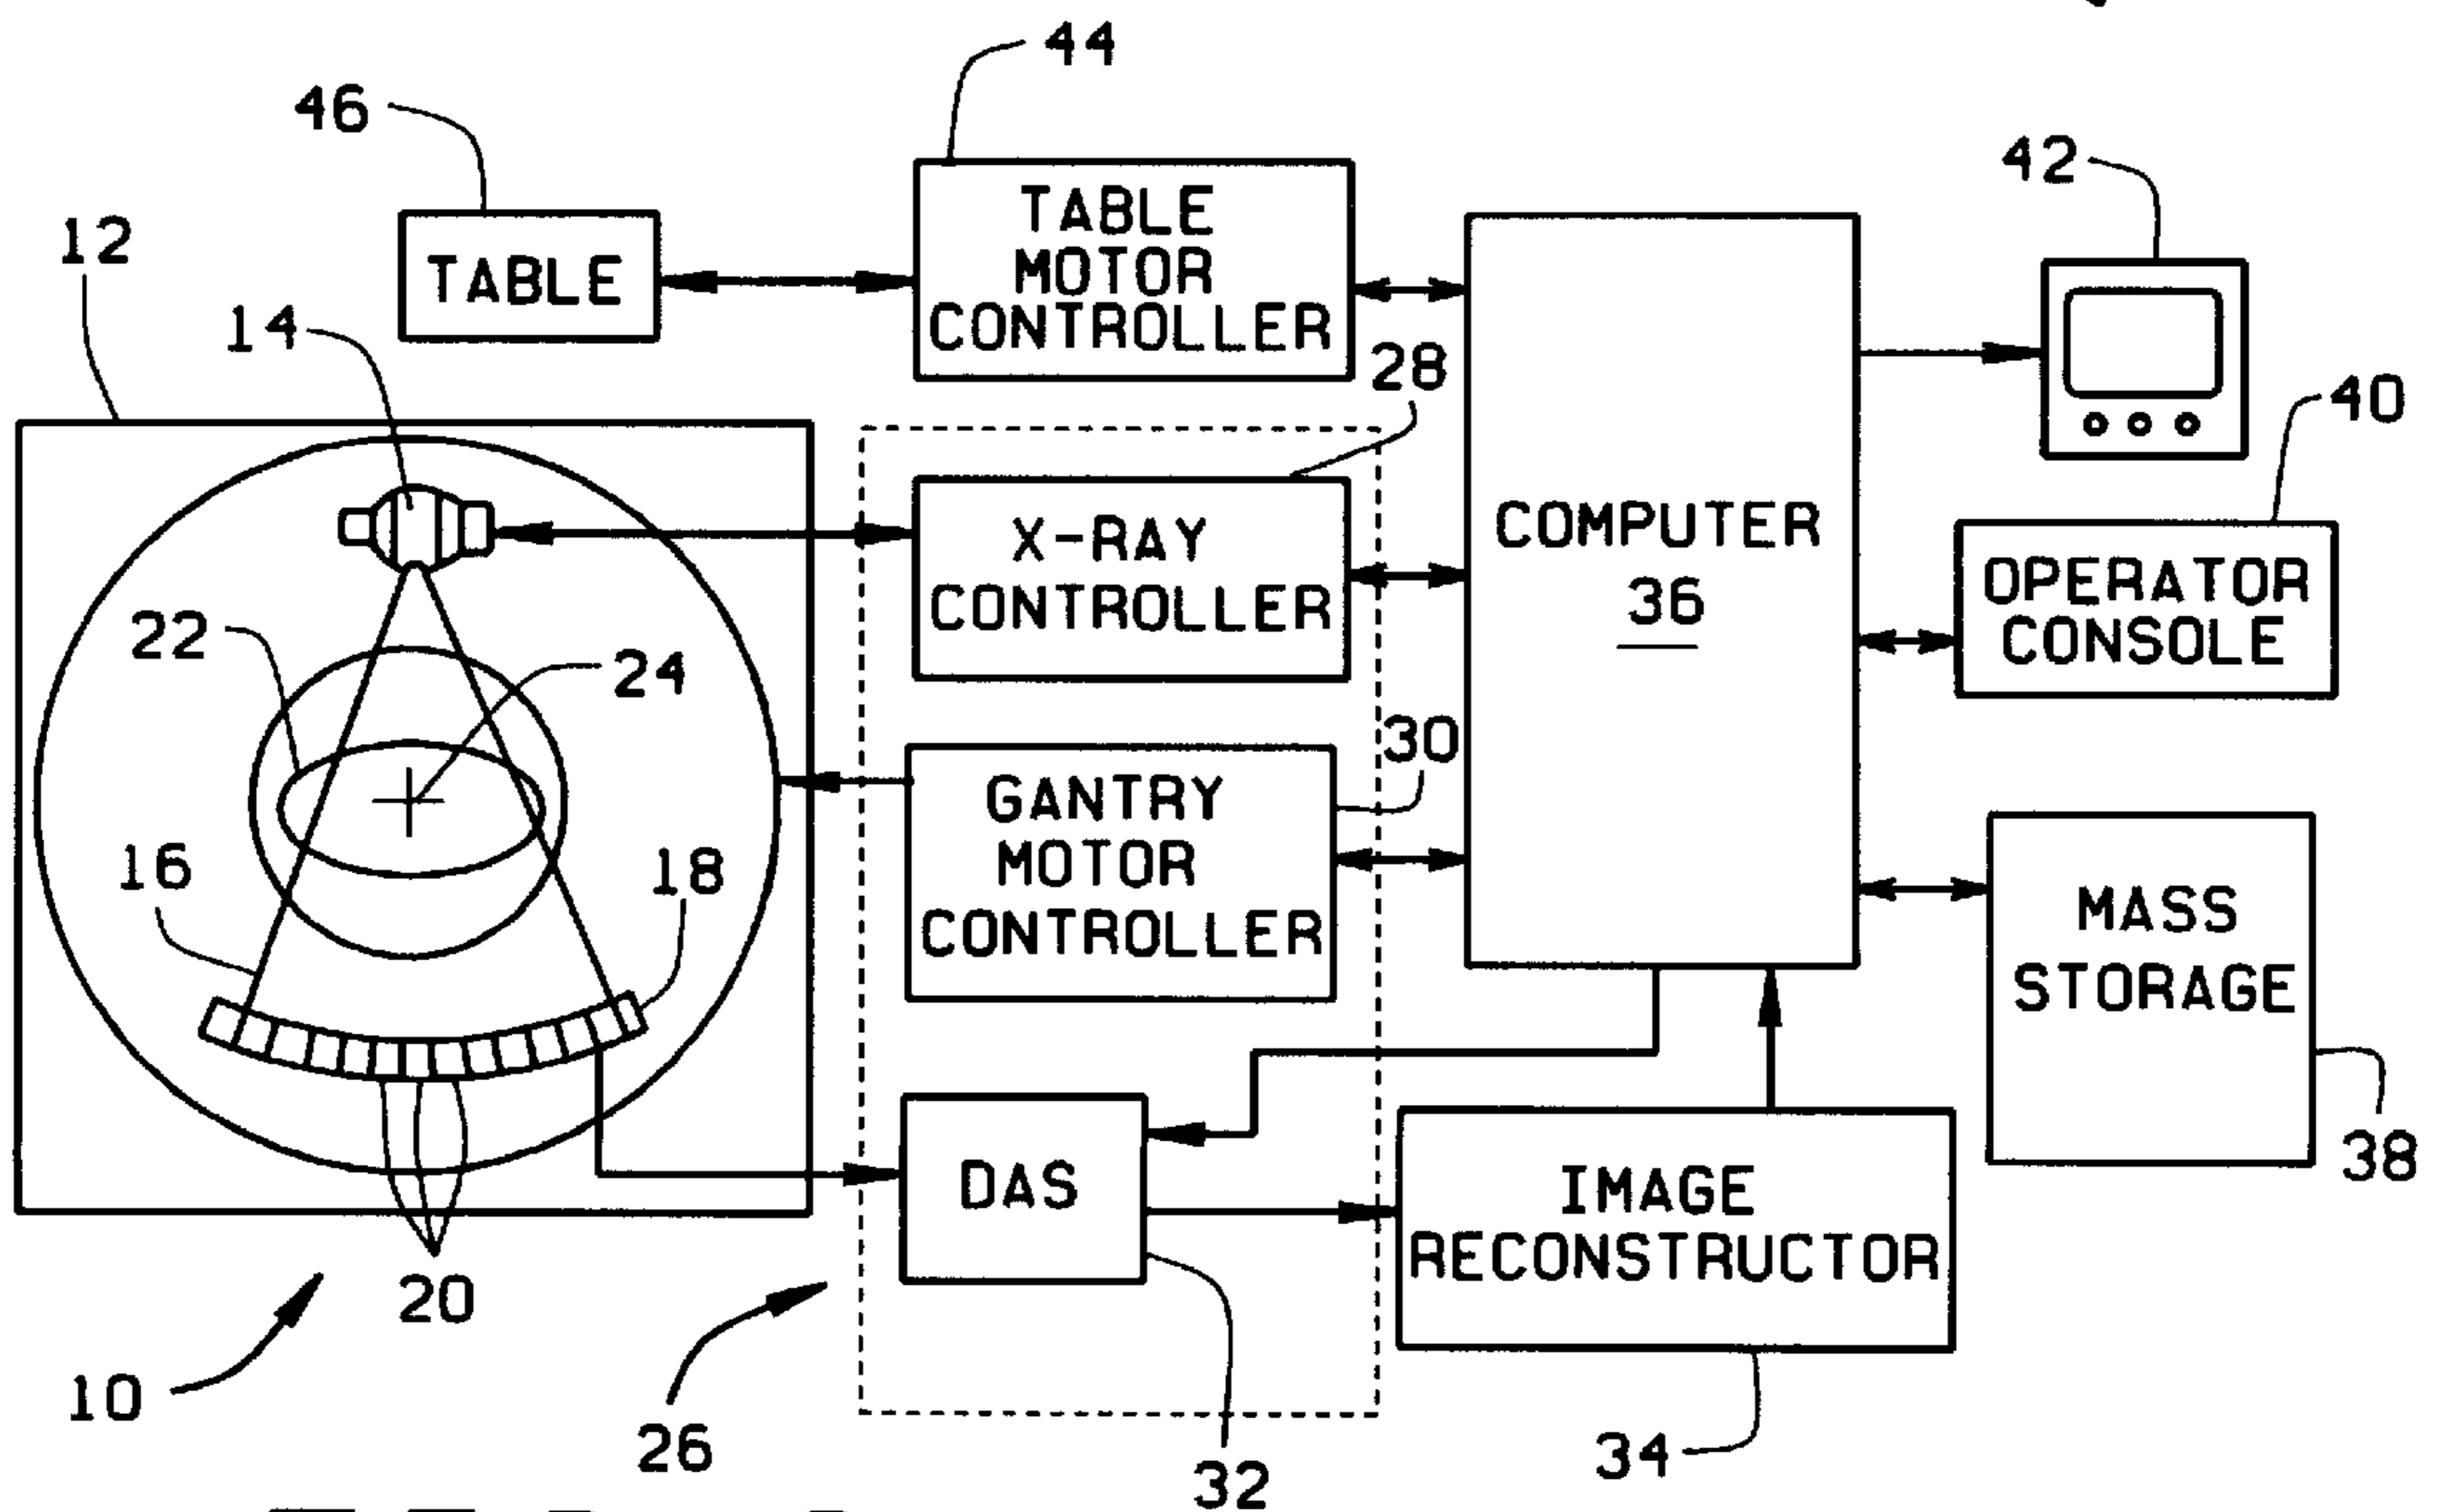 44
46
42
12
TABLE
MOTOR
CONTROLLER
TABLE
14
28
40
X-RAY
CONTROLLER
COMPUTER
36
OPERATOR
CONSOLE
22
24
30
GANTRY
MOTOR
CONTROLLER
16
18
MASS
STORAGE
38
DAS
IMAGE
RECONSTRUCTOR
20
10
26
32
34